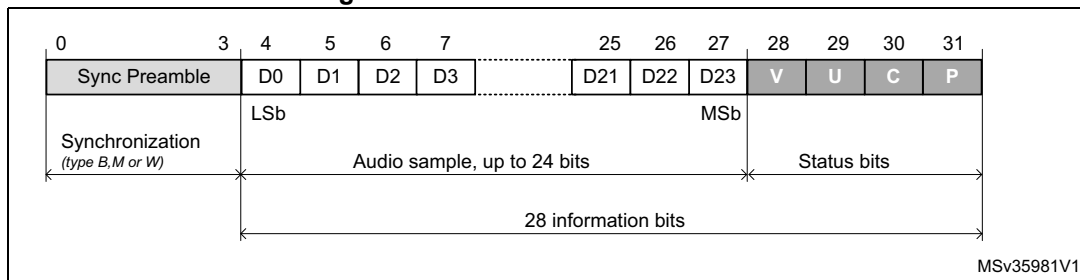 0 3 4 5 6 7 25 26 27 28 29 30 31
Sync Preamble D0 D1 D2 D3 D21 D22 D23 V U C P
LSb MSb
Synchronization
(type B,M or W)
Audio sample, up to 24 bits Status bits
28 information bits
MSv35981V1